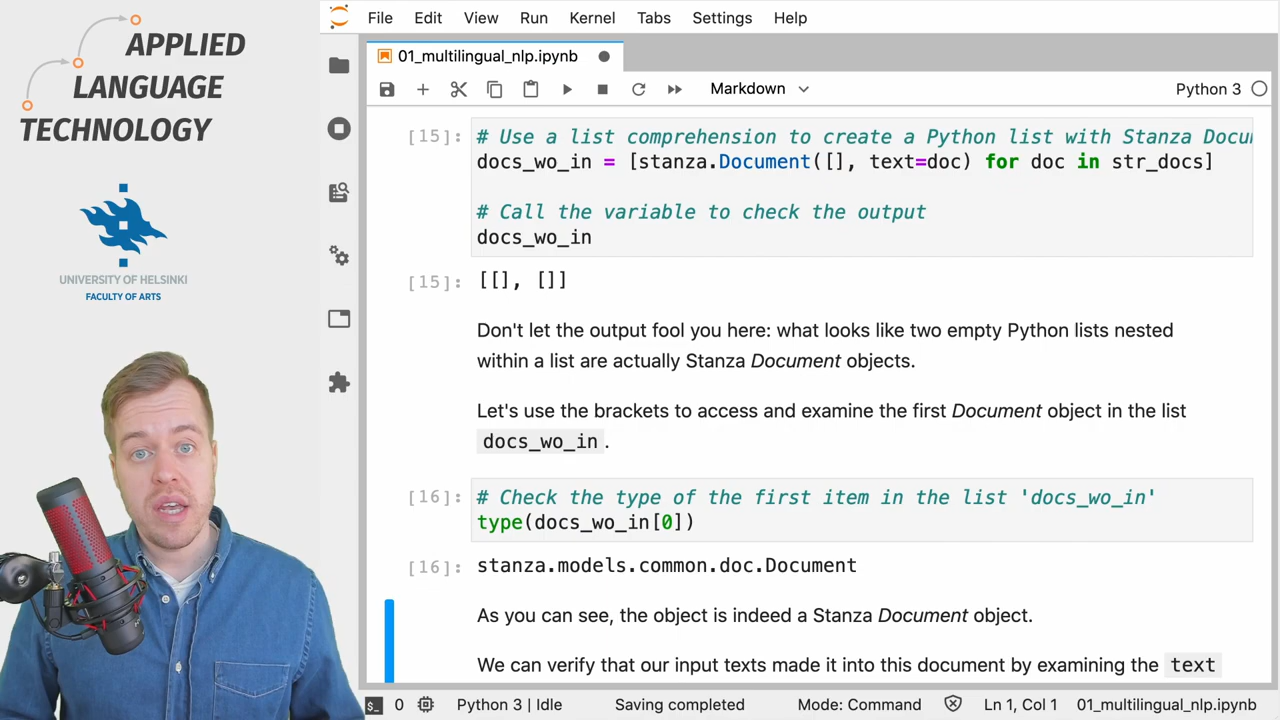 APPLIED
LANGUAGE
TECHNOLOGY
UNIVERSITY OF HELSINKI
FACULTY OF ARTS
File Edit View Run Kernel Tabs Settings Help
01_multilingual_nlp.ipynb
Markdown
Python 3
[15]:
# Use a list comprehension to create a Python list with Stanza Docu
docs_wo_in = [stanza.Document([], text=doc) for doc in str_docs]
# Call the variable to check the output
docs_wo_in
[15]: [[], []]
Don't let the output fool you here: what looks like two empty Python lists nested
within a list are actually Stanza Document objects.
Let's use the brackets to access and examine the first Document object in the list
docs_wo_in.
[16]: # Check the type of the first item in the list 'docs_wo_in'
type(docs_wo_in[0])
[16]: stanza.models.common.doc.Document
As you can see, the object is indeed a Stanza Document object.
We can verify that our input texts made it into this document by examining the text
0 Python 3 | Idle Saving completed Mode: Command Ln 1, Col 1 01_multilingual_nlp.ipynb